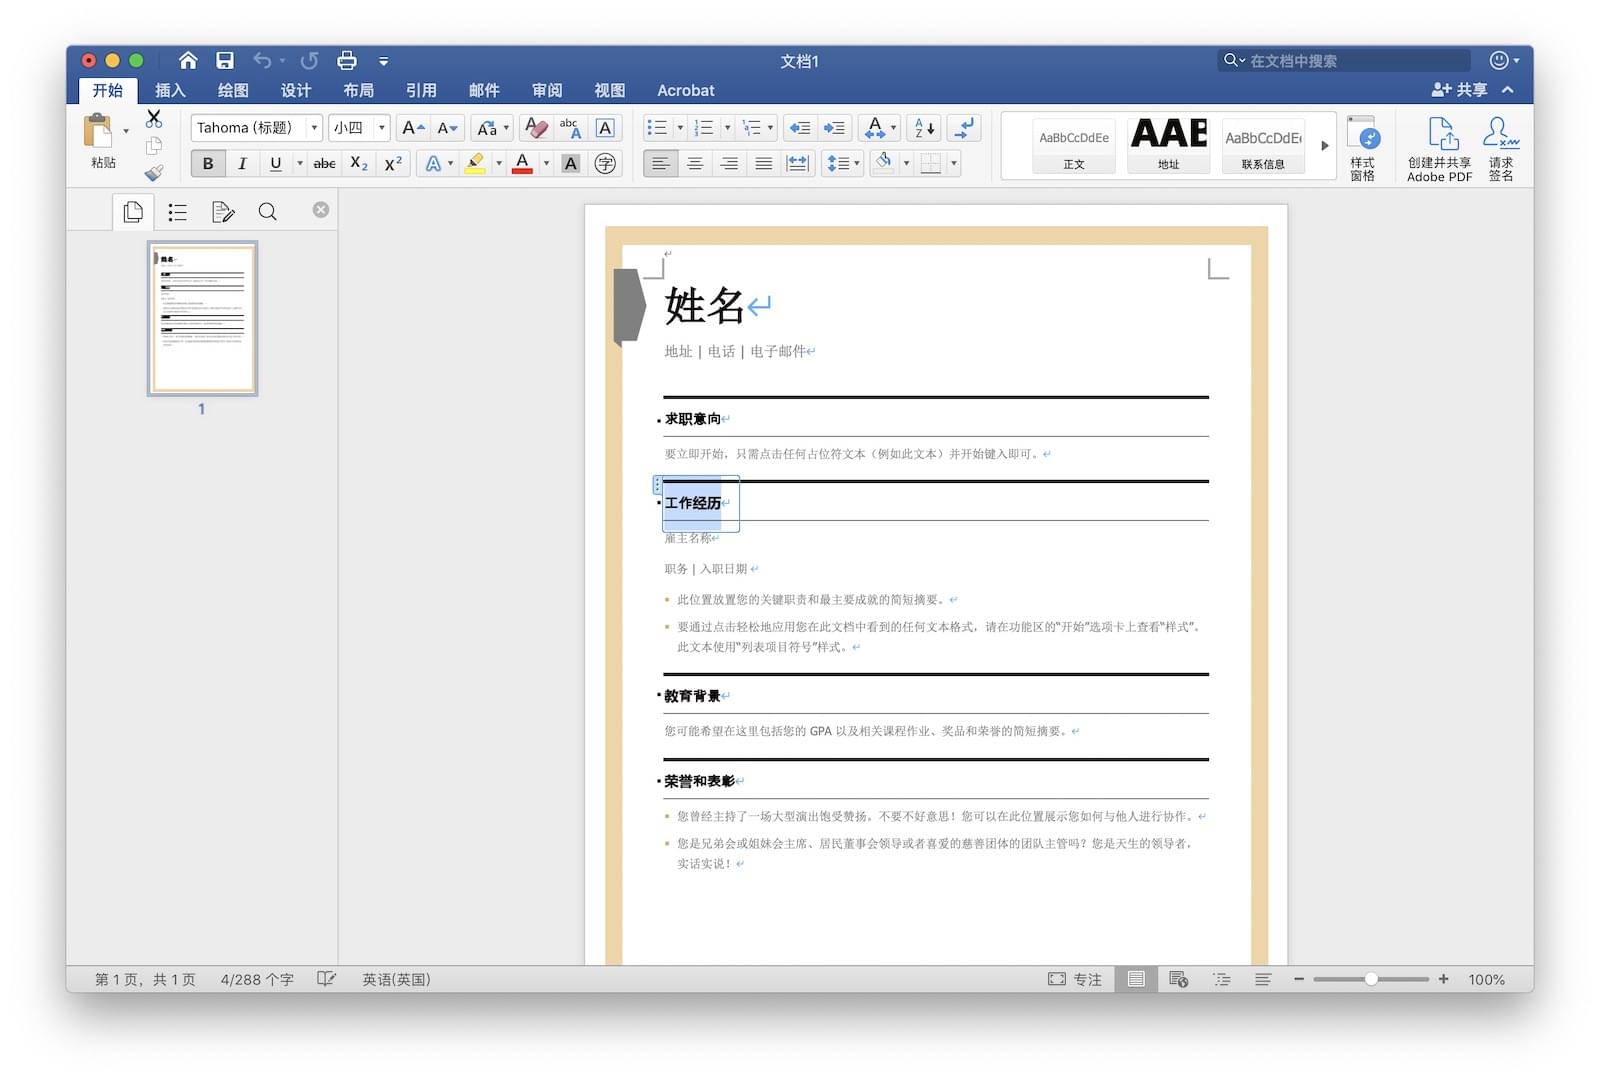 文档1
在文档中搜索
开始 插入 绘图 设计 布局 引用 邮件 审阅 视图 Acrobat
共享
粘贴
Tahoma (标题) 小四
AaBbCcDdEe
正文
AAB
地址
AaBbCcDdE
联系信息
样式
窗格
创建并共享
Adobe PDF
请求
签名
姓名
地址 | 电话 | 电子邮件
求职意向
要立即开始，只需点击任何占位符文本（例如此文本）并开始键入即可。
工作经历
雇主名称
职务 | 入职日期
此位置放置您的关键职责和最主要成就的简短摘要。
要通过点击轻松地应用您在此文档中看到的任何文本格式，请在功能区的“开始”选项卡上查看“样式”。
此文本使用“列表项目符号”样式。
教育背景
您可能希望在这里包括您的 GPA 以及相关课程作业、奖品和荣誉的简短摘要。
荣誉和表彰
您曾经主持了一场大型演出饱受赞扬。不要不好意思！您可以在此位置展示您如何与他人进行协作。
您是兄弟会或姐妹会主席、居民董事会领导或者喜爱的慈善团体的团队主管吗？您是天生的领导者，
实话实说！
1
第 1 页，共 1 页 4/288 个字 英语(英国) 专注 100%